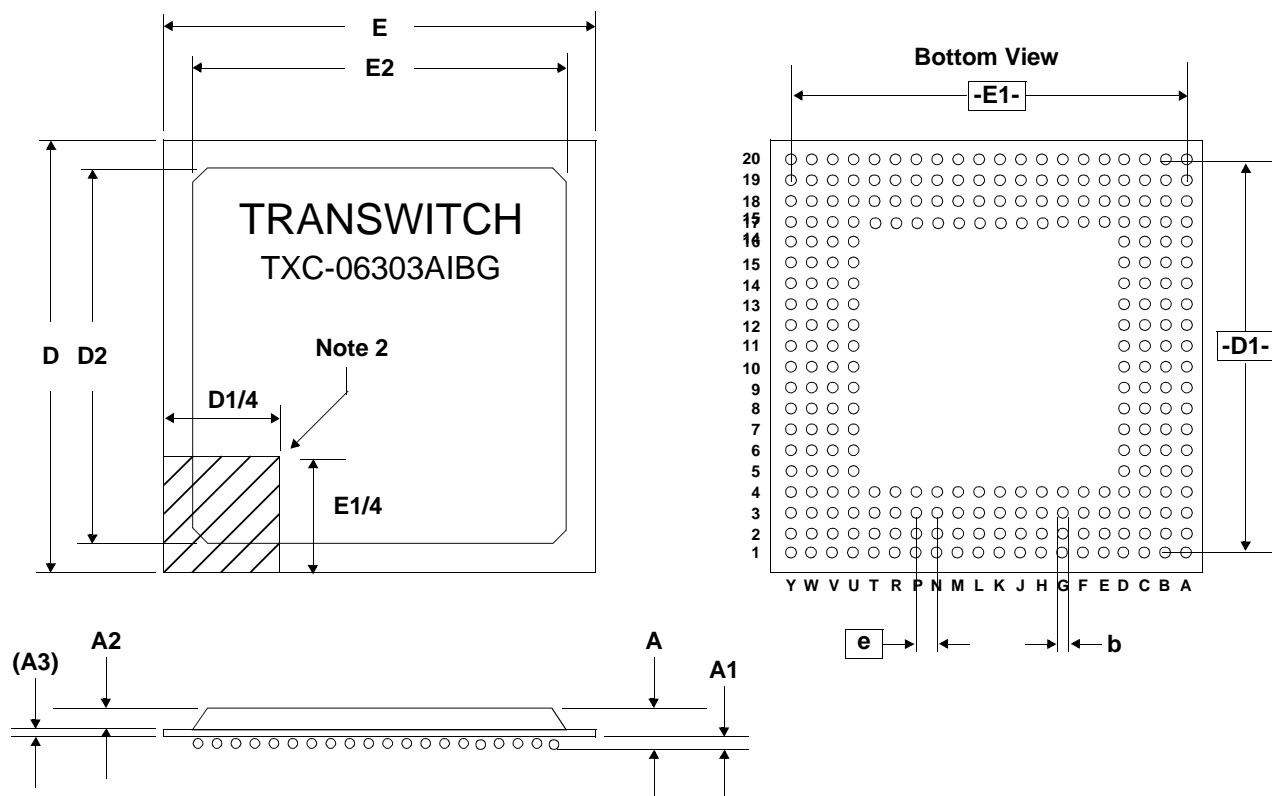 E
E2
Bottom View
-E1-
TRANSWITCH
TXC-06303AIBG
D
D2
Note 2
D1/4
E1/4
20
19
18
15
17
14
16
15
14
13
12
11
10
9
8
7
6
5
4
3
2
1
-D1-
Y W V U T R P N M L K J H G F E D C B A
e
b
(A3)
A2
A
A1